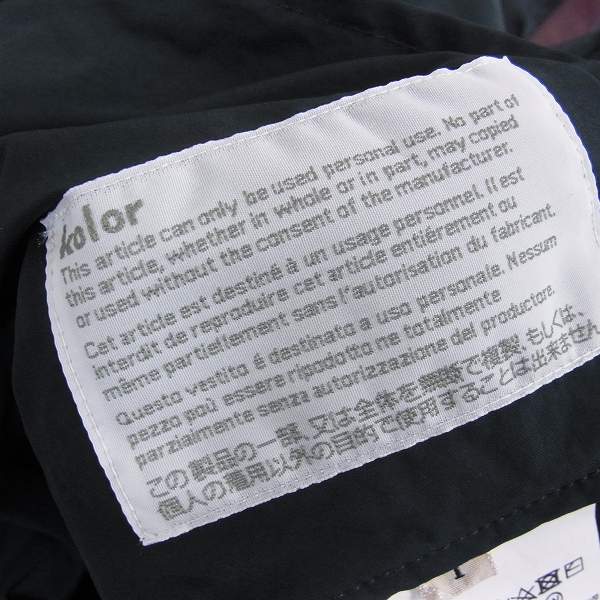 kolor
This article can only be used personal use. No part of
this article, whether in whole or in part, may copied
or used without the consent of the manufacturer.
Cet article est destiné à un usage personnel. Il est
interdit de reproduire cet article entiérement ou
même partiellement sans l'autorisation du fabricant.
Questo vestito é destinato a uso personale. Nessum
pezzo poù essere ripodotto ne totalmente
parzialmente senza autorizzazione del productore.
この製品の一部、又は全体を無断で複製、もしくは、
個人の着用以外の目的で使用することは出来ません
1